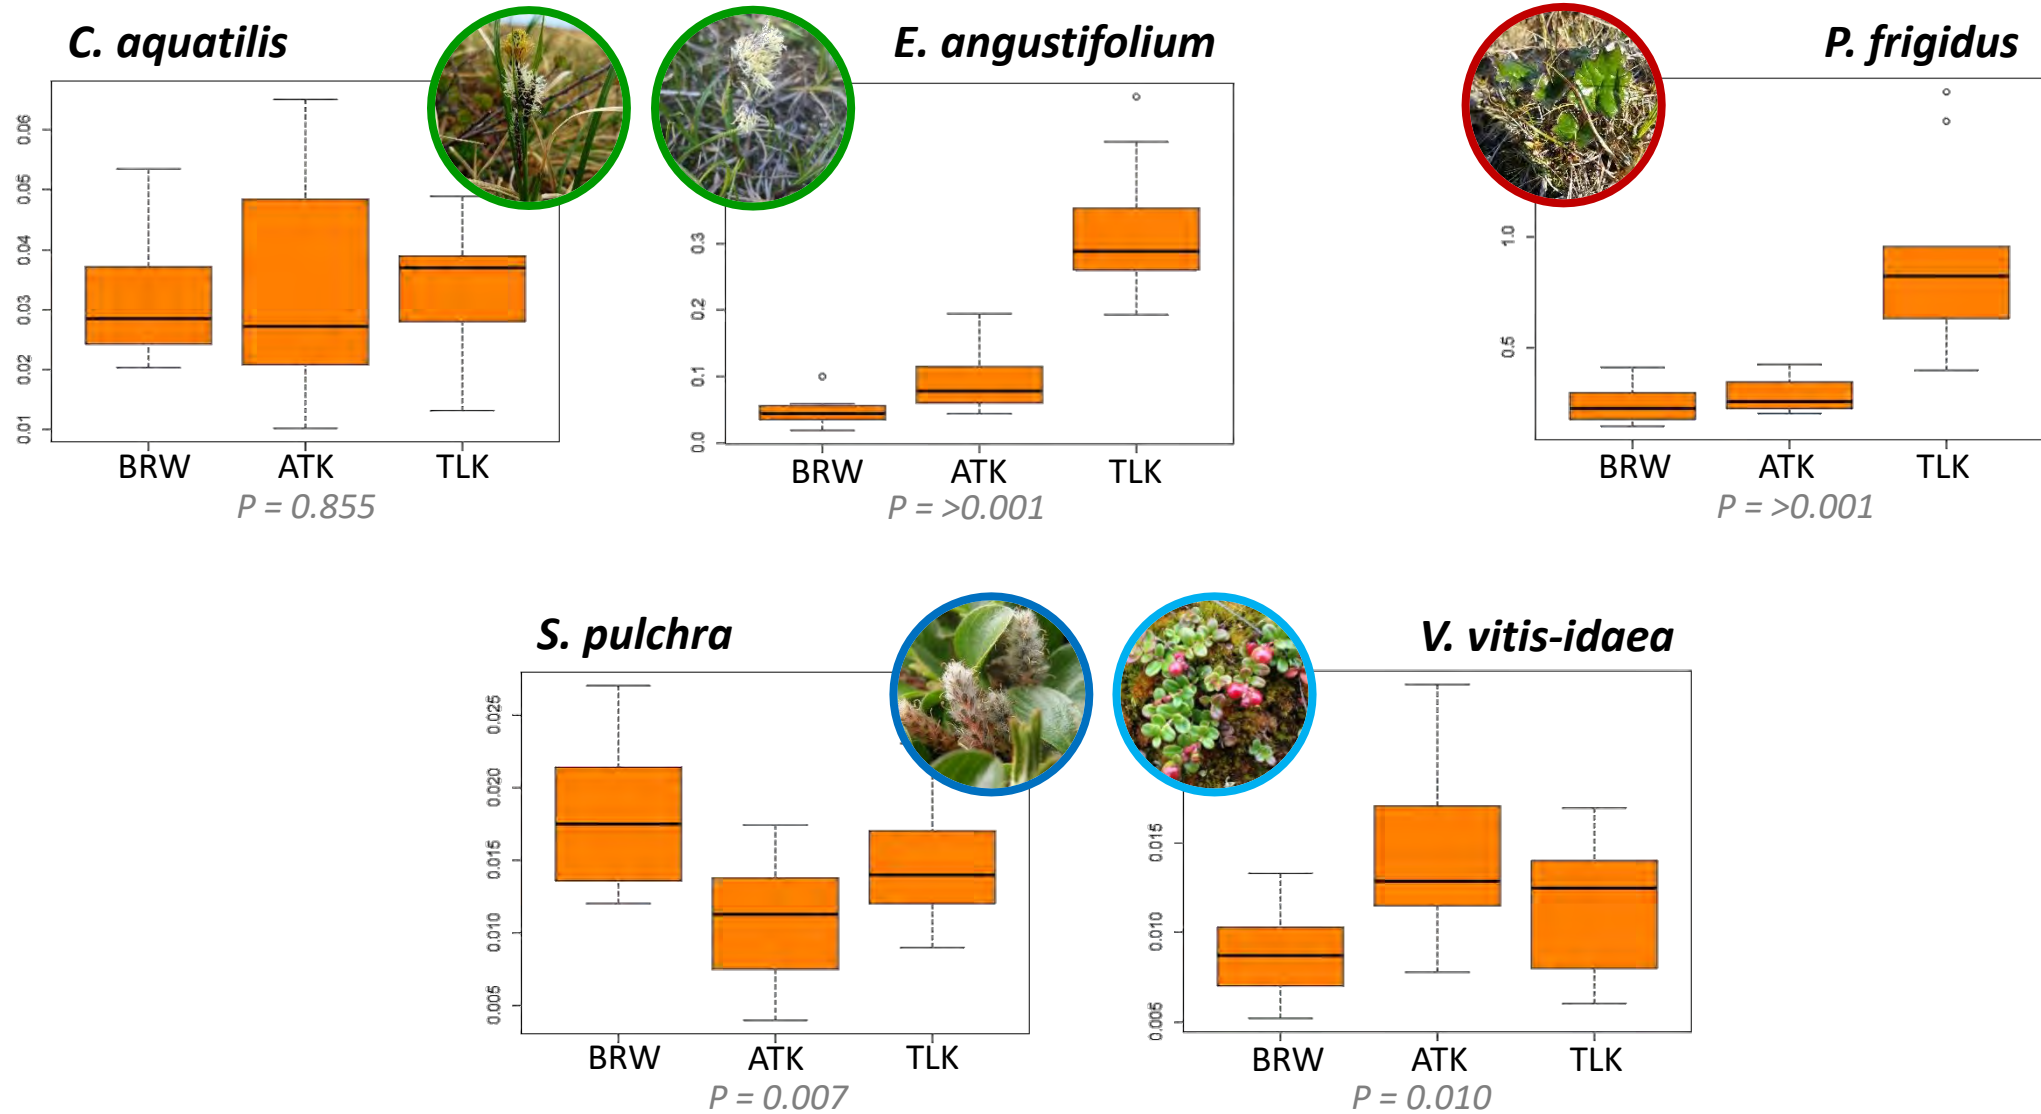 C. aquatilis
0.06
0.05
0.04
0.03
0.02
0.01
BRW ATK TLK
P = 0.855
E. angustifolium
0.3
0.2
0.1
0.0
BRW ATK TLK
P = >0.001
P. frigidus
1.0
0.5
BRW ATK TLK
P = >0.001
S. pulchra
0.025
0.020
0.015
0.010
0.005
BRW ATK TLK
P = 0.007
V. vitis-idaea
0.015
0.010
0.005
BRW ATK TLK
P = 0.010